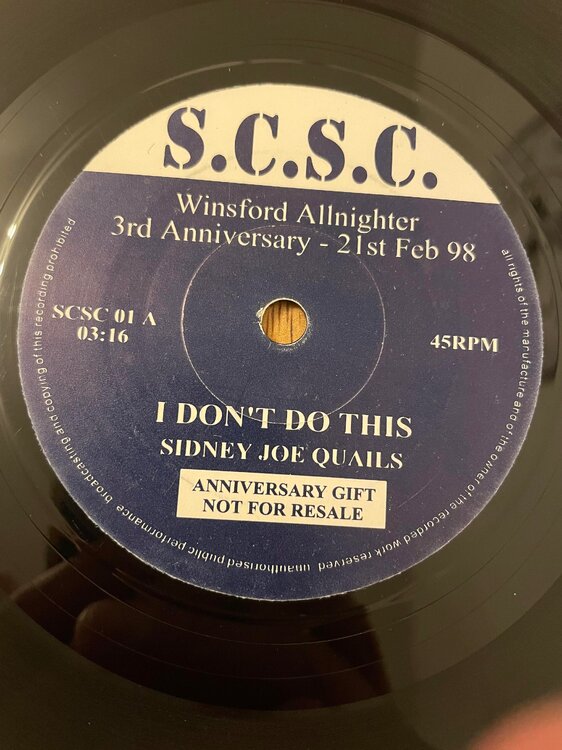 S.C.S.C.
Winsford Allnighter
3rd Anniversary - 21st Feb 98
SCSC 01 A
03:16
45RPM
I DON'T DO THIS
SIDNEY JOE QUAILS
ANNIVERSARY GIFT
NOT FOR RESALE
all rights of the manufacture and of the owner of the recorded work reserved unauthorised public performance broadcasting and copying of this recording prohibited